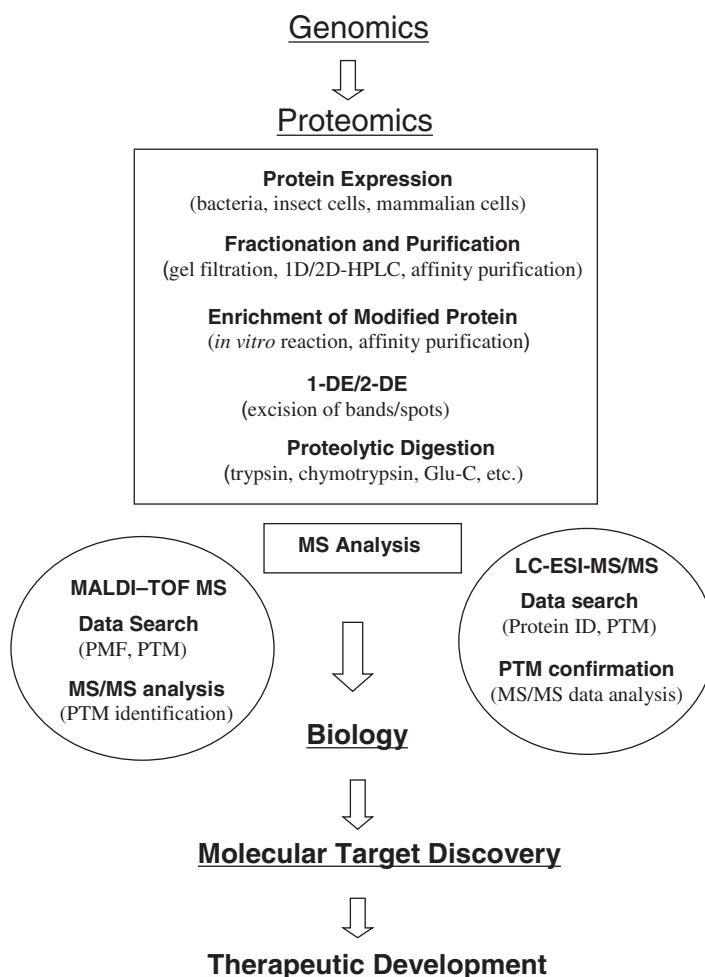 Genomics
Proteomics
Protein Expression
(bacteria, insect cells, mammalian cells)
Fractionation and Purification
(gel filtration, 1D/2D-HPLC, affinity purification)
Enrichment of Modified Protein
(in vitro reaction, affinity purification)
1-DE/2-DE
(excision of bands/spots)
Proteolytic Digestion
(trypsin, chymotrypsin, Glu-C, etc.)
MS Analysis
MALDI–TOF MS
Data Search
(PMF, PTM)
MS/MS analysis
(PTM identification)
LC-ESI-MS/MS
Data search
(Protein ID, PTM)
PTM confirmation
(MS/MS data analysis)
Biology
Molecular Target Discovery
Therapeutic Development